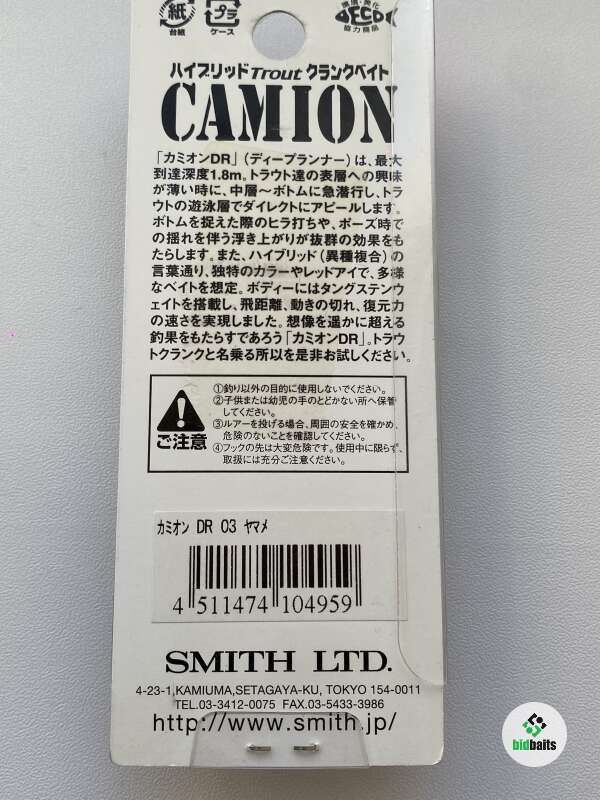 紙
台紙
プラ
ケース
環境・美化
DECO
協力商品
ハイブリッドTroutクランクベイト
CAMION
「カミオンDR」(ディープランナー)は、最大
到達深度1.8m。トラウト達の表層への興味
が薄い時に、中層〜ボトムに急潜行し、トラ
ウトの遊泳層でダイレクトにアピールします。
ボトムを捉えた際のヒラ打ちや、ポーズ時で
の揺れを伴う浮き上がりが抜群の効果をも
たらします。また、ハイブリッド(異種複合)の
言葉通り、独特のカラーやレッドアイで、多様
なベイトを想定。ボディーにはタングステンウ
ェイトを搭載し、飛距離、動きの切れ、復元力
の速さを実現しました。想像を遥かに超える
釣果をもたらすであろう「カミオンDR」。トラウ
トクランクと名乗る所以を是非お試しください。
ご注意
①釣り以外の目的に使用しないでください。
②子供または幼児の手のとどかない所へ保管
してください。
③ルアーを投げる場合、周囲の安全を確かめ、
危険のないことを確認してください。
④フックの先は大変危険です。使用中に限らず、
取扱には充分ご注意ください。
カミオン DR 03 ヤマメ
4 511474 104959
SMITH LTD.
4-23-1,KAMIUMA,SETAGAYA-KU, TOKYO 154-0011
TEL.03-3412-0075 FAX.03-5433-3986
http://www.smith.jp/
bidbaits